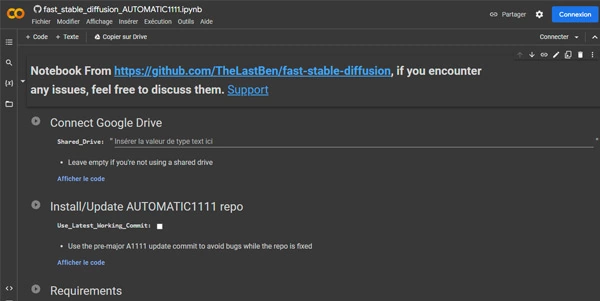 fast_stable_diffusion_AUTOMATIC1111.ipynb
Fichier Modifier Affichage Insérer Exécution Outils Aide
Partager
Connexion
+ Code + Texte Copier sur Drive
Connecter
Notebook From https://github.com/TheLastBen/fast-stable-diffusion, if you encounter
any issues, feel free to discuss them. Support
Connect Google Drive
Shared_Drive: " Insérer la valeur de type text ici "
• Leave empty if you're not using a shared drive
Afficher le code
Install/Update AUTOMATIC1111 repo
Use_Latest_Working_Commit:
• Use the pre-major A1111 update commit to avoid bugs while the repo is fixed
Afficher le code
Requirements